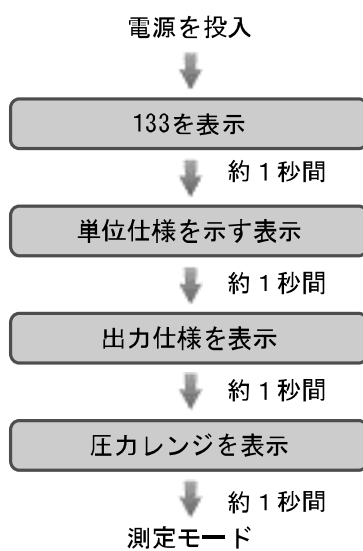 電源を投入
133を表示
約1秒間
単位仕様を示す表示
約1秒間
出力仕様を表示
約1秒間
圧力レンジを表示
約1秒間
測定モード